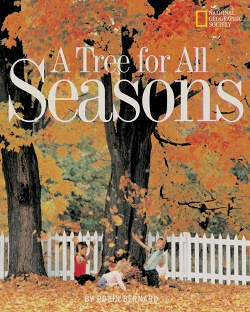 NATIONAL
GEOGRAPHIC
SOCIETY
A Tree for All
Seasons
BY ROBIN BERNARD